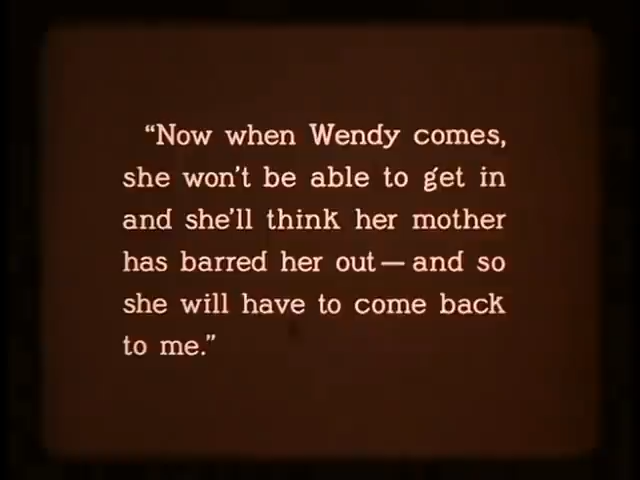 “Now when Wendy comes,
she won’t be able to get in
and she’ll think her mother
has barred her out — and so
she will have to come back
to me.”